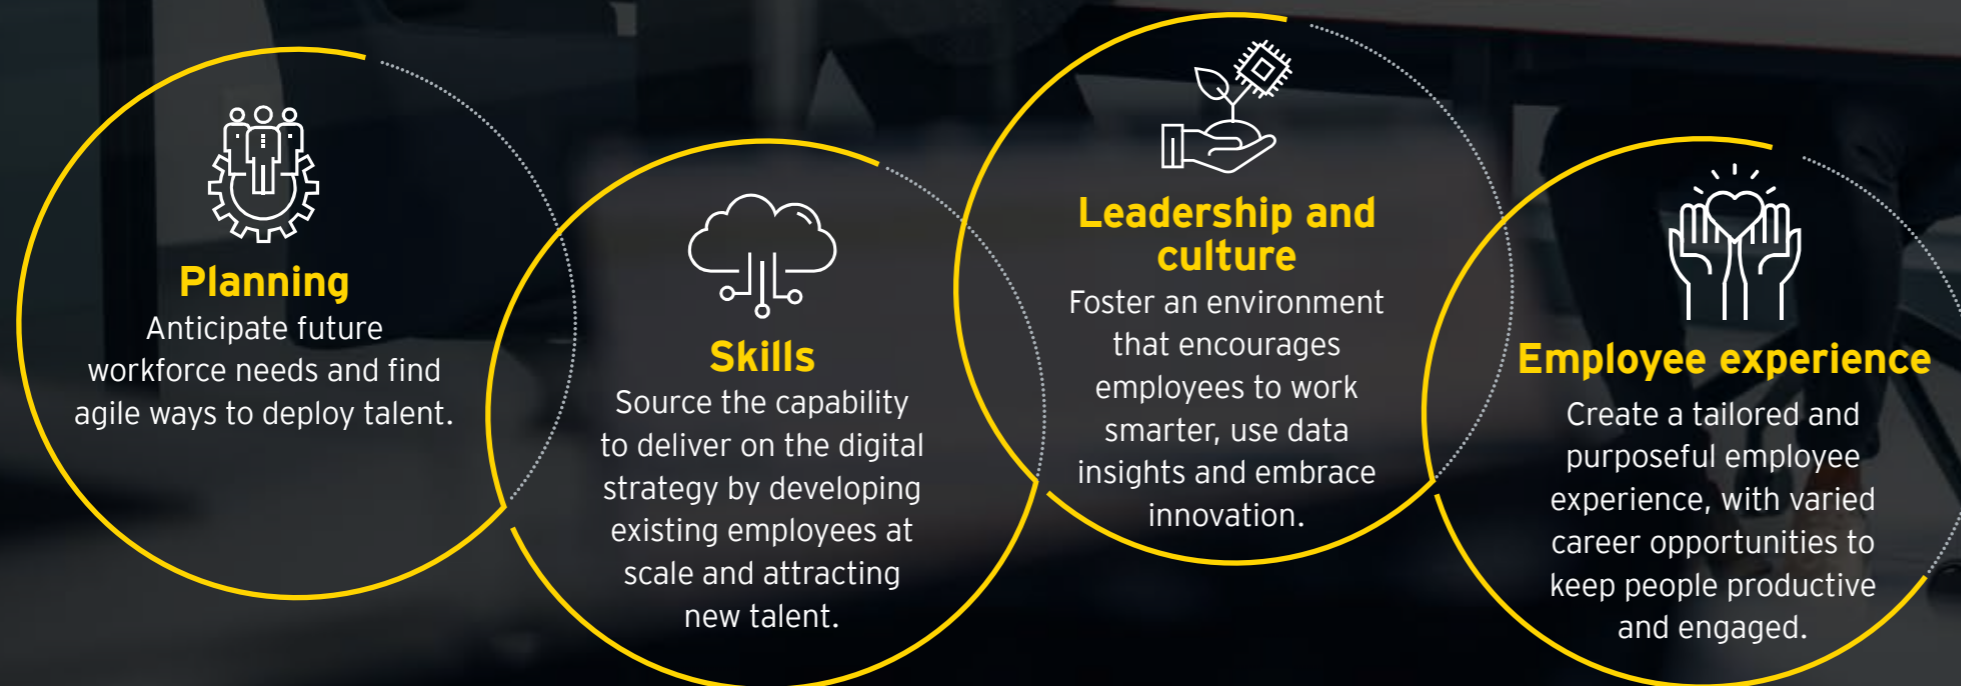 Planning
Anticipate future
workforce needs and find
agile ways to deploy talent.
Skills
Source the capability
to deliver on the digital
strategy by developing
existing employees at
scale and attracting
new talent.
Leadership and
culture
Foster an environment
that encourages
employees to work
smarter, use data
insights and embrace
innovation.
Employee experience
Create a tailored and
purposeful employee
experience, with varied
career opportunities to
keep people productive
and engaged.